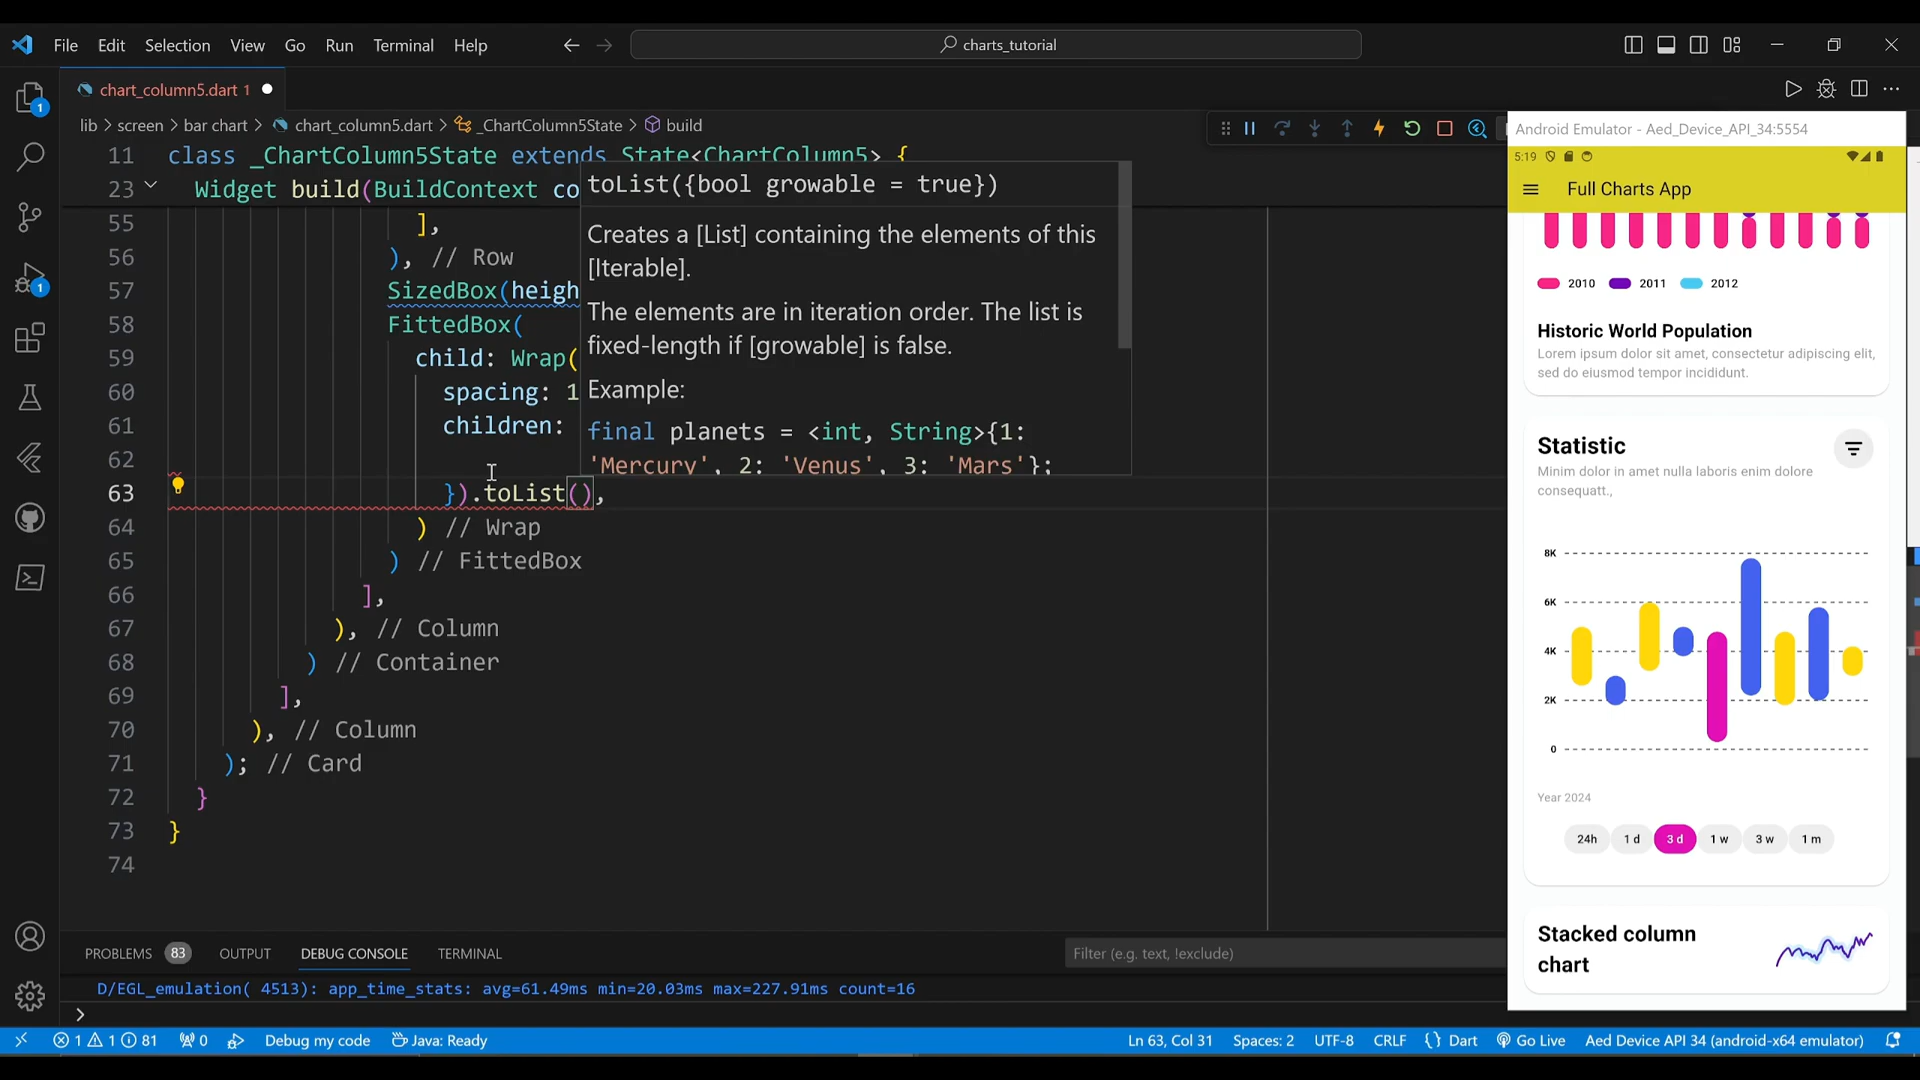 File Edit Selection View Go Run Terminal Help
charts_tutorial
chart_column5.dart 1
lib > screen > bar chart > chart_column5.dart > _ChartColumn5State > build
11 class _ChartColumn5State extends State<ChartColumn5> {
23 Widget build(BuildContext co
55 ],
56 ), // Row
57 SizedBox(heigh
58 FittedBox(
59 child: Wrap(
60 spacing: 1
61 children:
62
63 }).toList(),
64 ) // Wrap
65 ) // FittedBox
66 ],
67 ), // Column
68 ) // Container
69 ],
70 ), // Column
71 ); // Card
72 }
73 }
74
toList({bool growable = true})
Creates a [List] containing the elements of this
[Iterable].
The elements are in iteration order. The list is
fixed-length if [growable] is false.
Example:
final planets = <int, String>{1:
'Mercury', 2: 'Venus', 3: 'Mars'};
PROBLEMS 83 OUTPUT DEBUG CONSOLE TERMINAL
Filter (e.g. text, !exclude)
D/EGL_emulation( 4513): app_time_stats: avg=61.49ms min=20.03ms max=227.91ms count=16
>
1 1 81 0 Debug my code Java: Ready
Ln 63, Col 31 Spaces: 2 UTF-8 CRLF {} Dart Go Live Aed Device API 34 (android-x64 emulator)
1
1
Android Emulator - Aed_Device_API_34:5554
5:19
Full Charts App
2010 2011 2012
Historic World Population
Lorem ipsum dolor sit amet, consectetur adipiscing elit,
sed do eiusmod tempor incididunt.
Statistic
Minim dolor in amet nulla laboris enim dolore
consequatt.,
8K
6K
4K
2K
0
Year 2024
24h 1 d 3 d 1 w 3 w 1 m
Stacked column
chart